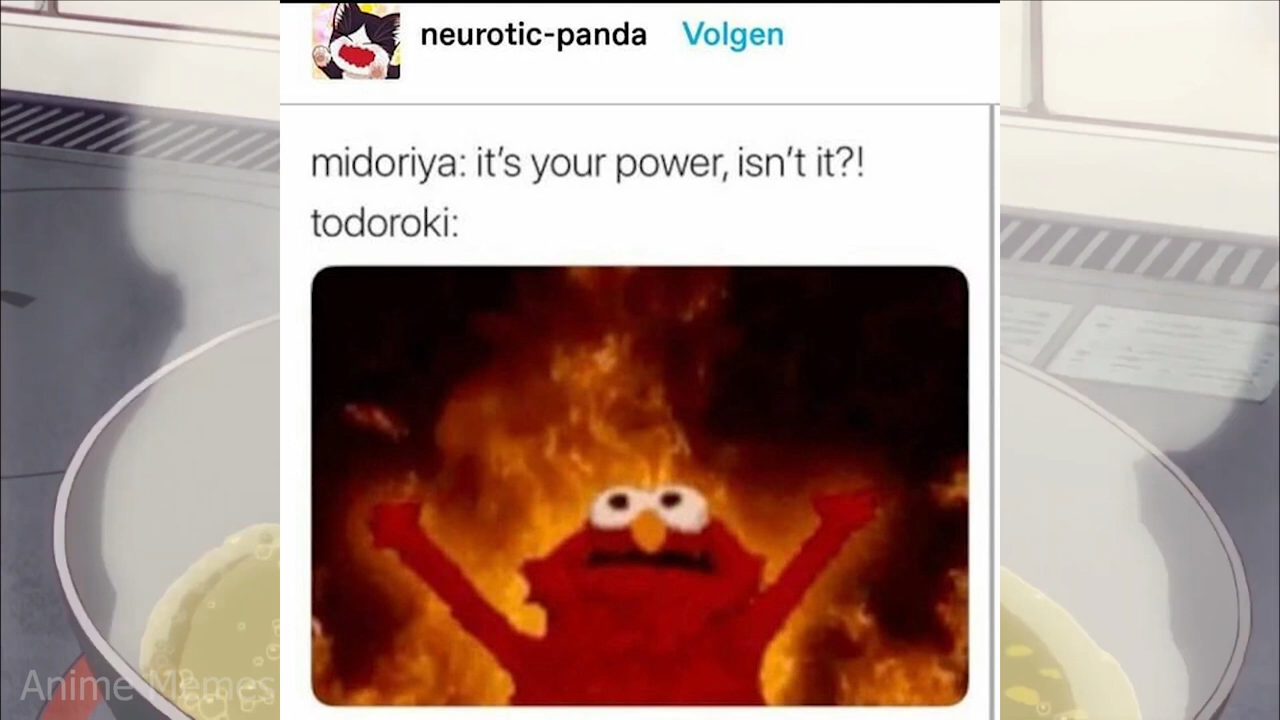 neurotic-panda Volgen
midoriya: it’s your power, isn’t it?!
todoroki:
Anime Memes